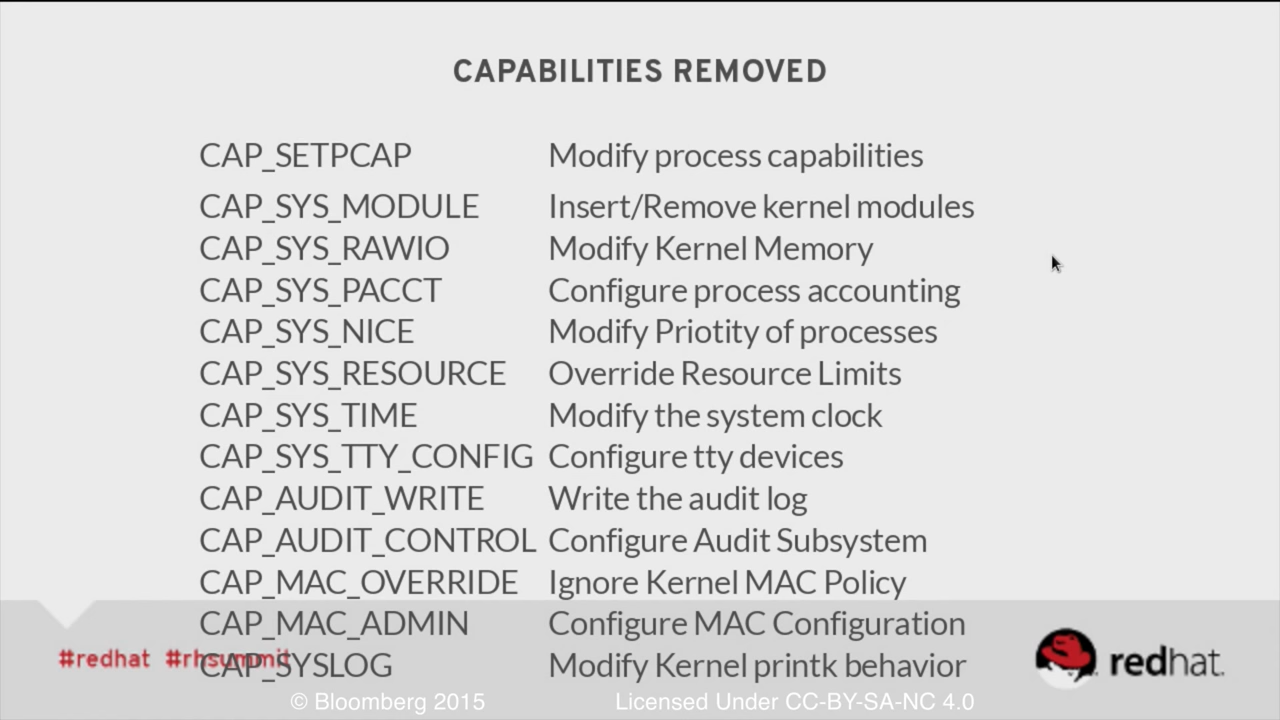 CAPABILITIES REMOVED
CAP_SETPCAP Modify process capabilities
CAP_SYS_MODULE Insert/Remove kernel modules
CAP_SYS_RAWIO Modify Kernel Memory
CAP_SYS_PACCT Configure process accounting
CAP_SYS_NICE Modify Priotity of processes
CAP_SYS_RESOURCE Override Resource Limits
CAP_SYS_TIME Modify the system clock
CAP_SYS_TTY_CONFIG Configure tty devices
CAP_AUDIT_WRITE Write the audit log
CAP_AUDIT_CONTROL Configure Audit Subsystem
CAP_MAC_OVERRIDE Ignore Kernel MAC Policy
CAP_MAC_ADMIN Configure MAC Configuration
CAP_SYSLOG Modify Kernel printk behavior
#redhat #rhsummit
redhat.
© Bloomberg 2015 Licensed Under CC-BY-SA-NC 4.0